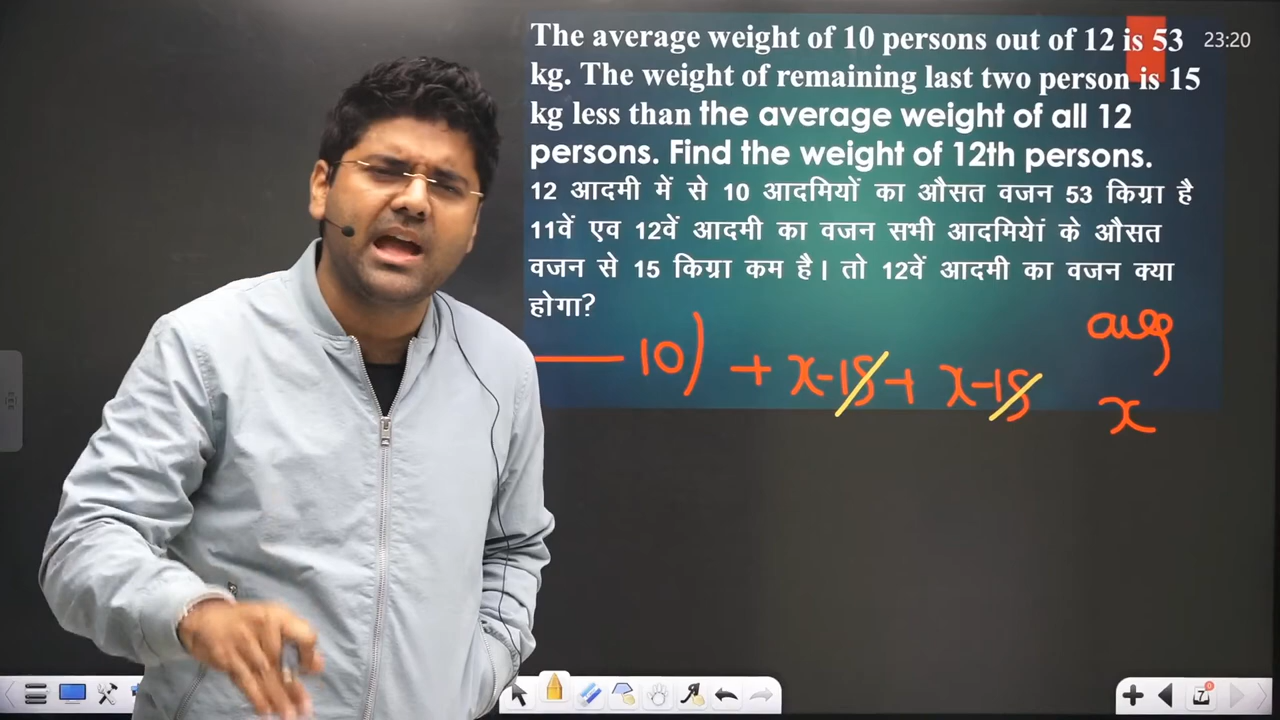 The average weight of 10 persons out of 12 is 53
23:20
kg. The weight of remaining last two person is 15
kg less than the average weight of all 12
persons. Find the weight of 12th persons.
12 आदमी में से 10 आदमियों का औसत वजन 53 किग्रा है
11वें एव 12वें आदमी का वजन सभी आदमियेां के औसत
वजन से 15 किग्रा कम है। तो 12वें आदमी का वजन क्या
होगा?
avg
— 10) + x-15 + x-15
x
7